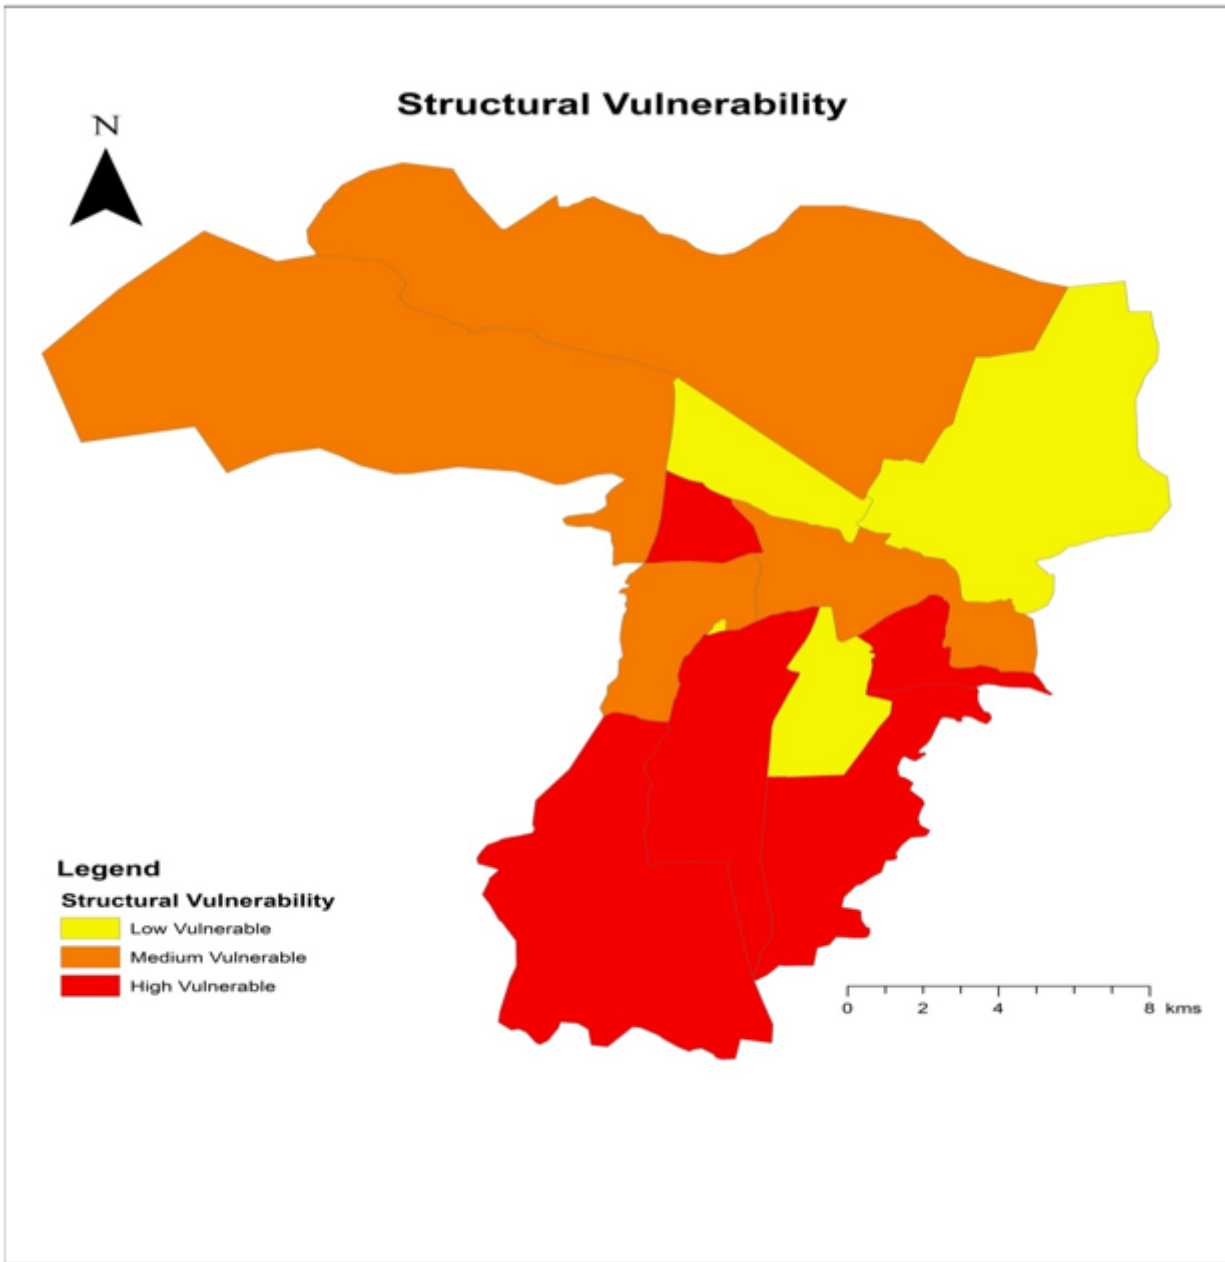 Structural Vulnerability
N
Legend
Structural Vulnerability
Low Vulnerable
Medium Vulnerable
High Vulnerable
0 2 4 8 kms